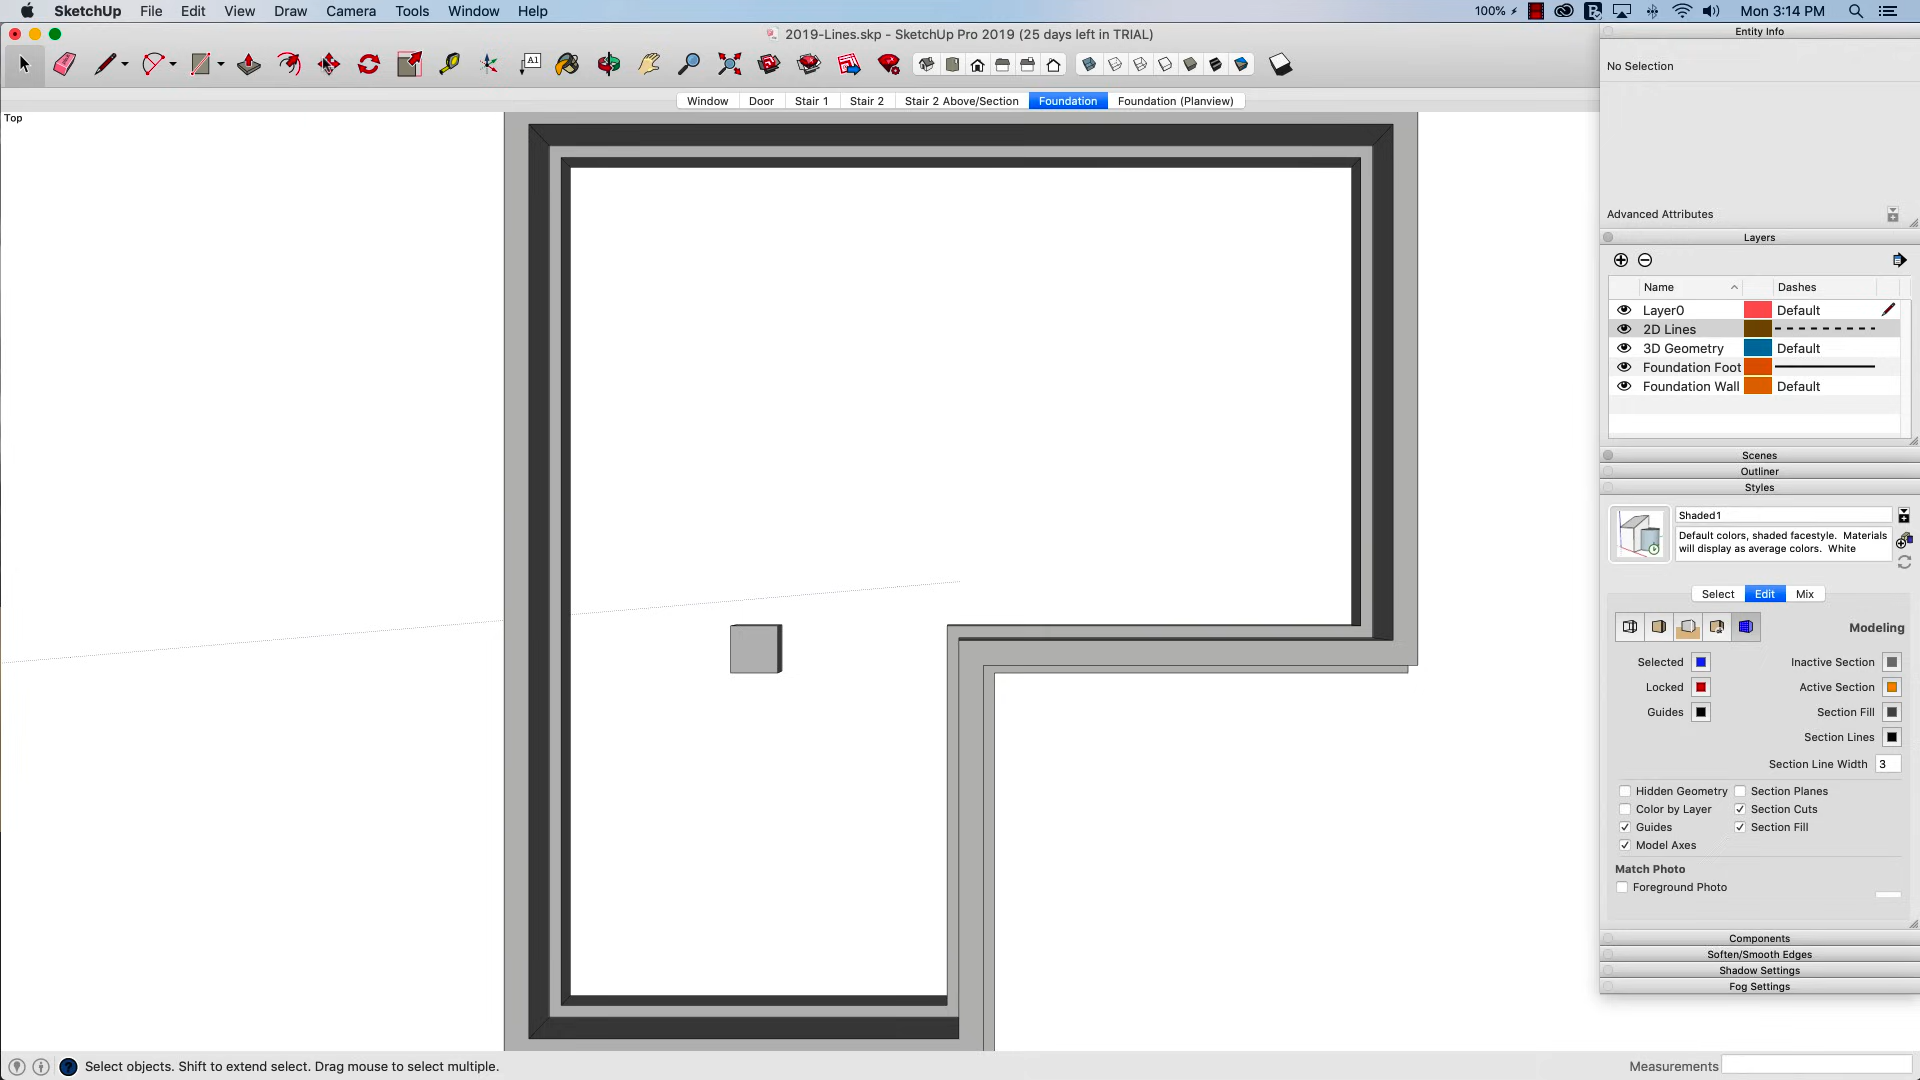 SketchUp File Edit View Draw Camera Tools Window Help 100% Mon 3:14 PM
2019-Lines.skp - SketchUp Pro 2019 (25 days left in TRIAL)
A1
Window Door Stair 1 Stair 2 Stair 2 Above/Section Foundation Foundation (Planview)
Top
Entity Info
No Selection
Advanced Attributes
Layers
Name Dashes
Layer0 Default
2D Lines
3D Geometry Default
Foundation Foot
Foundation Wall Default
Scenes
Outliner
Styles
Shaded1
Default colors, shaded facestyle. Materials
will display as average colors. White
Select Edit Mix
Modeling
Selected Inactive Section
Locked Active Section
Guides Section Fill
Section Lines
Section Line Width 3
Hidden Geometry Section Planes
Color by Layer Section Cuts
Guides Section Fill
Model Axes
Match Photo
Foreground Photo
Components
Soften/Smooth Edges
Shadow Settings
Fog Settings
Select objects. Shift to extend select. Drag mouse to select multiple. Measurements